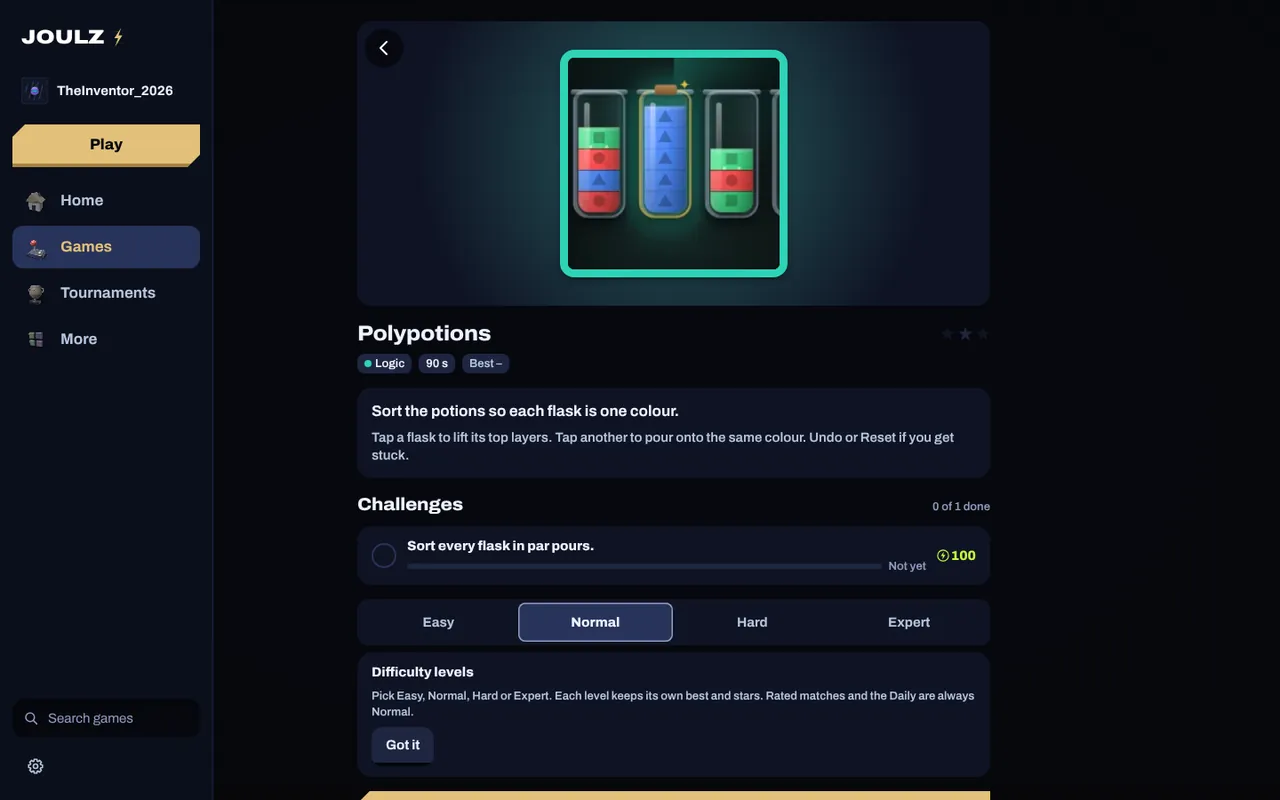 JOULZ
TheInventor_2026
Play
Home
Games
Tournaments
More
Search games
Polypotions
Logic
90 s
Best –
Sort the potions so each flask is one colour.
Tap a flask to lift its top layers. Tap another to pour onto the same colour. Undo or Reset if you get
stuck.
Challenges
0 of 1 done
Sort every flask in par pours.
Not yet
100
Easy
Normal
Hard
Expert
Difficulty levels
Pick Easy, Normal, Hard or Expert. Each level keeps its own best and stars. Rated matches and the Daily are always
Normal.
Got it